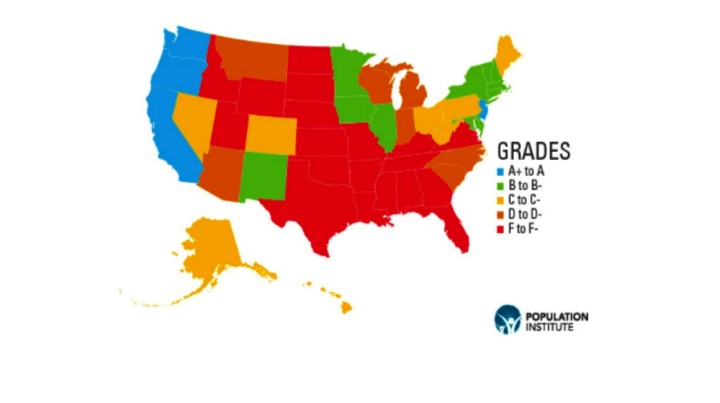 GRADES
A+ to A
B to B-
C to C-
D to D-
F to F-
POPULATION
INSTITUTE